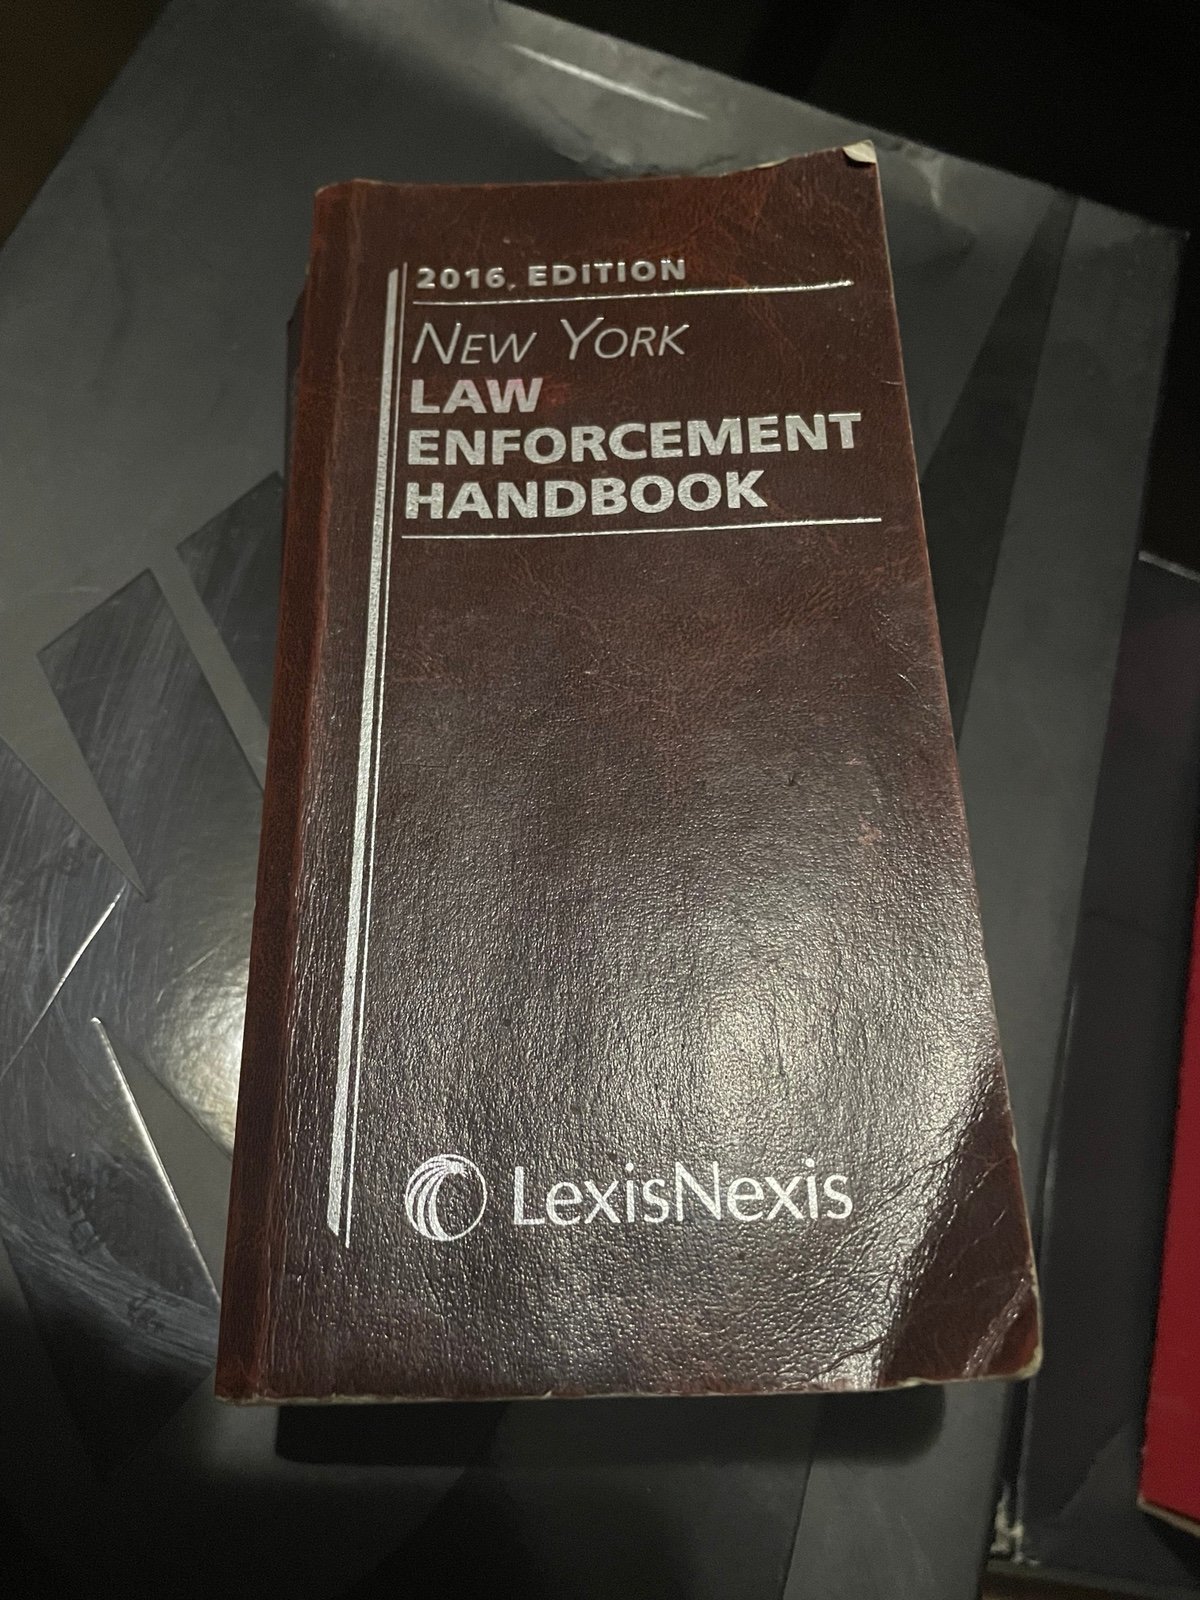 2016, EDITION
NEW YORK
LAW
ENFORCEMENT
HANDBOOK
LexisNexis